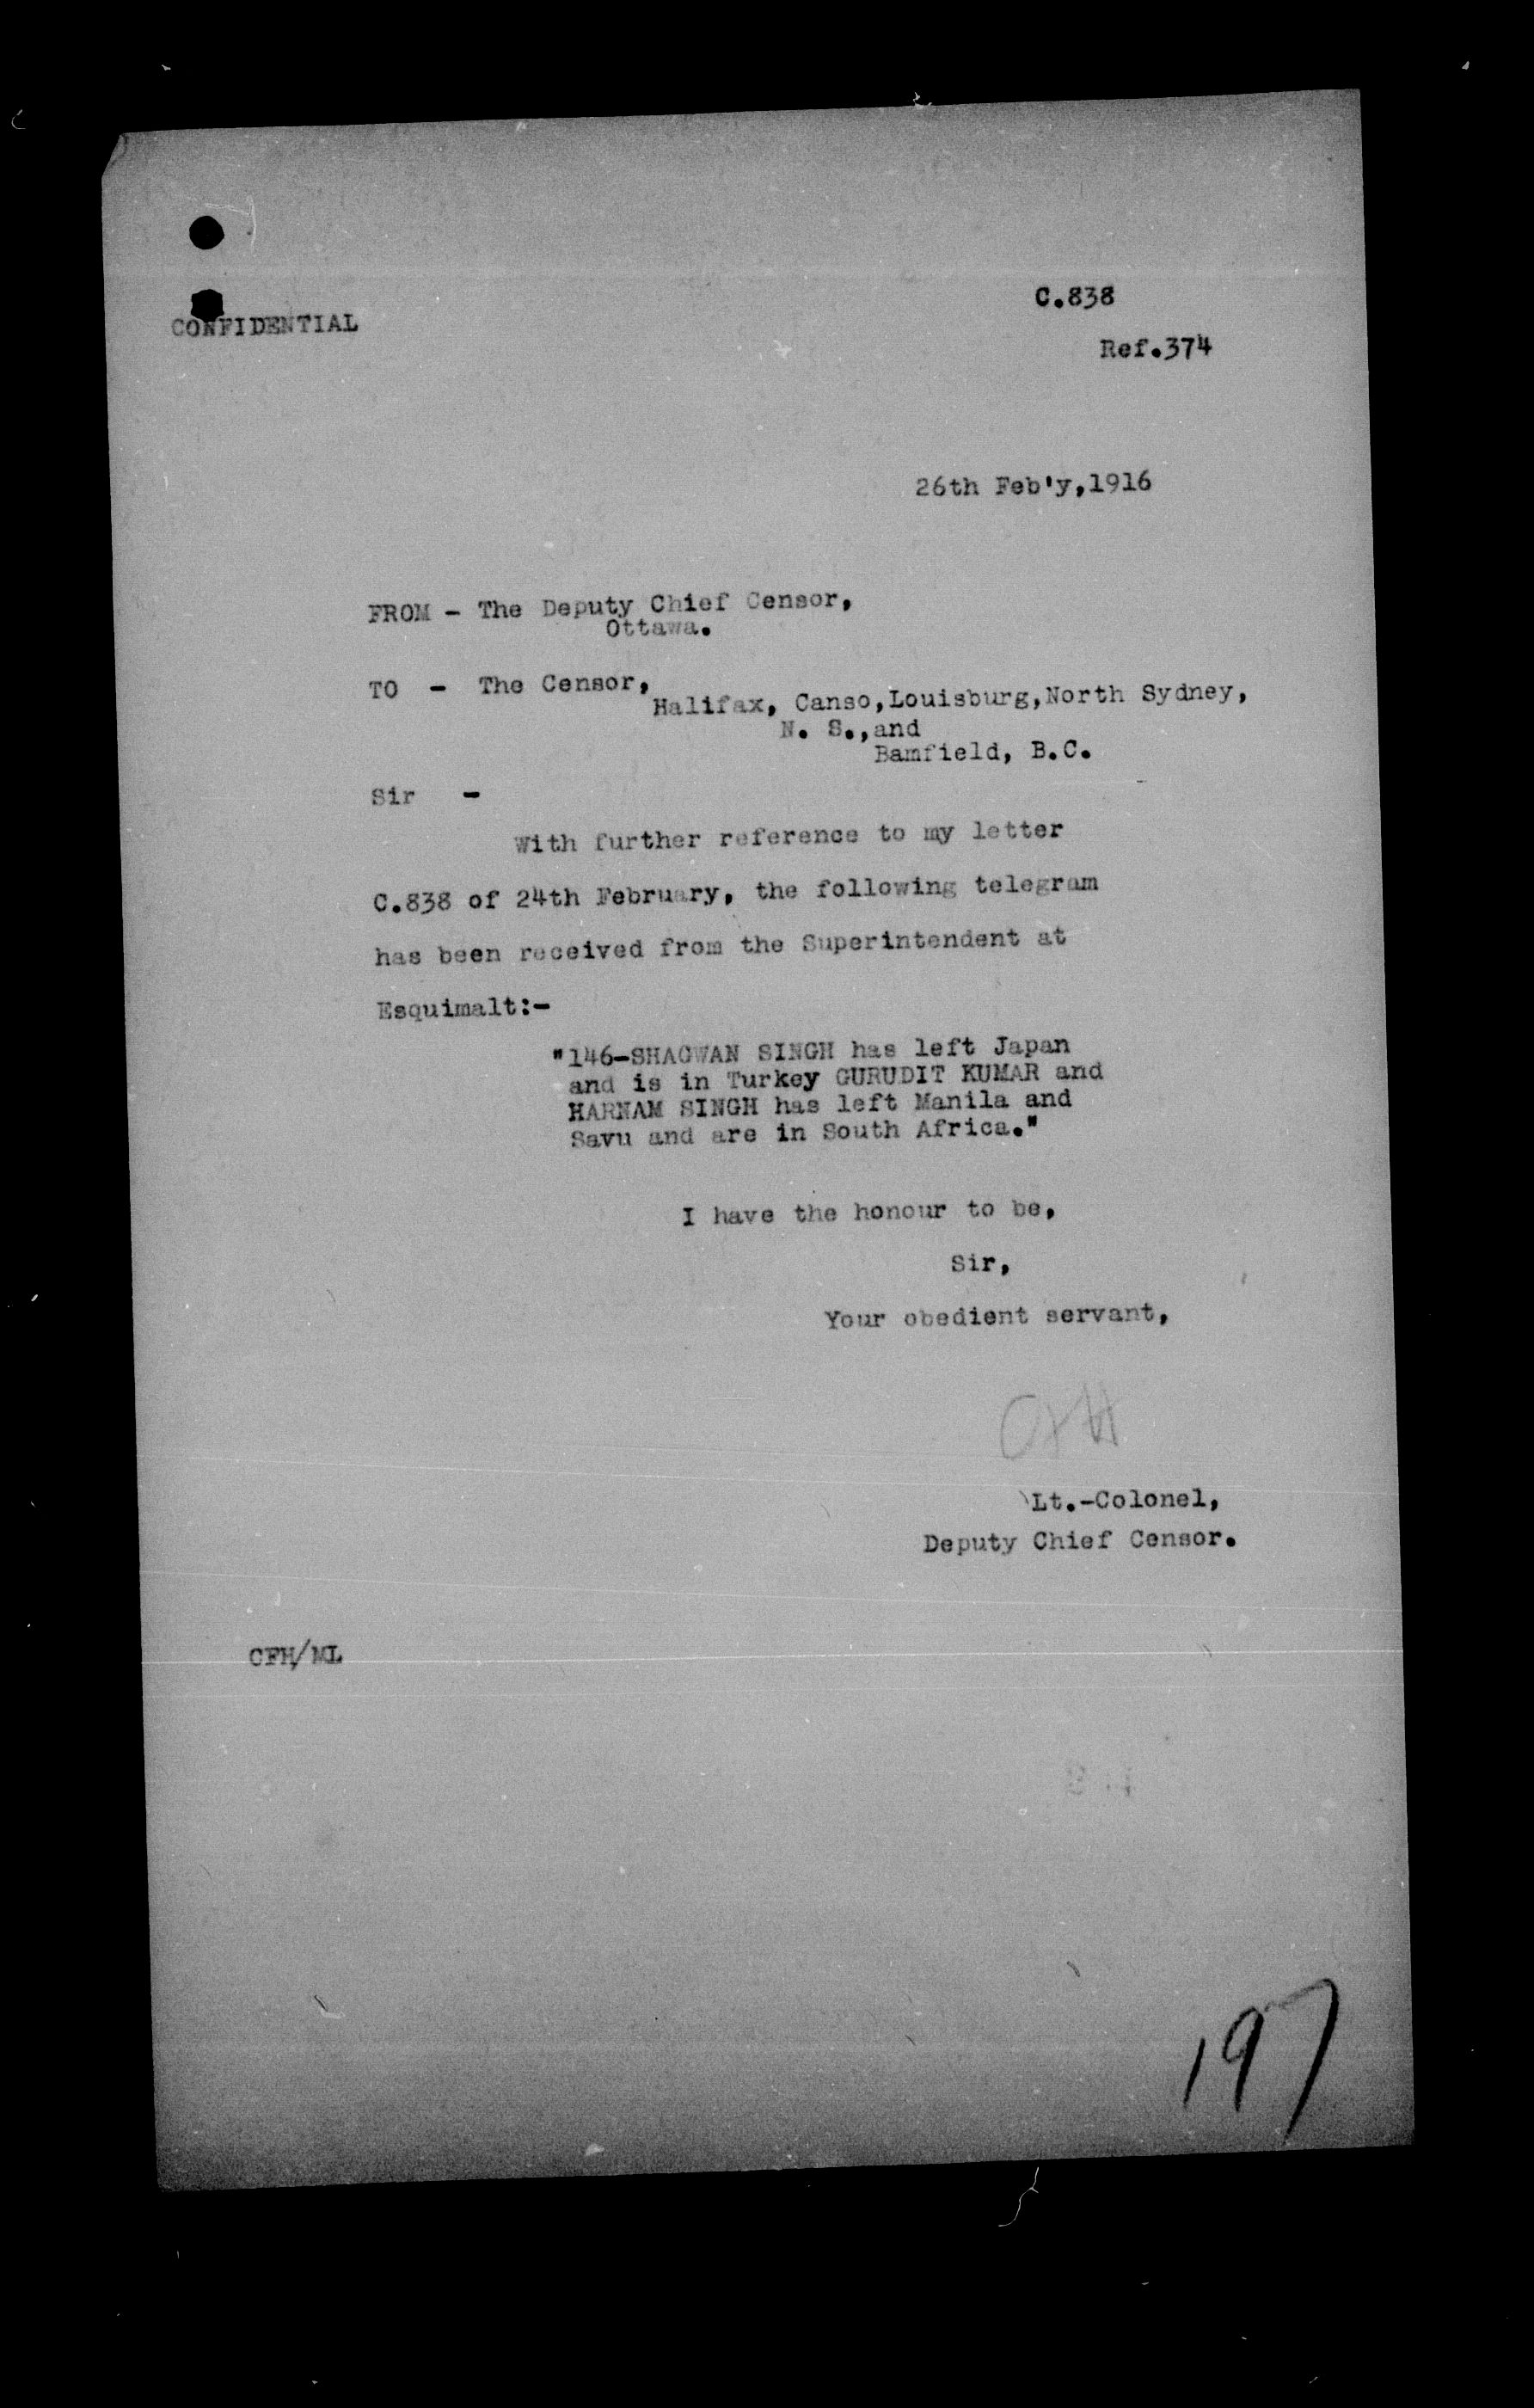 CONFIDENTIAL
C.838
Ref.374
26th Feb'y,1916
FROM - The Deputy Chief Censor,
Ottawa.
TO - The Censor,
Halifax, Canso,Louisburg,North Sydney,
N. S.,and
Bamfield, B.C.
Sir -
With further reference to my letter
C.838 of 24th February, the following telegram
has been received from the Superintendent at
Esquimalt:-
"146-SHAGWAN SINGH has left Japan
and is in Turkey GURUDIT KUMAR and
HARNAM SINGH has left Manila and
Savu and are in South Africa."
I have the honour to be,
Sir,
Your obedient servant,
Lt.-Colonel,
Deputy Chief Censor.
CFH/ML
197